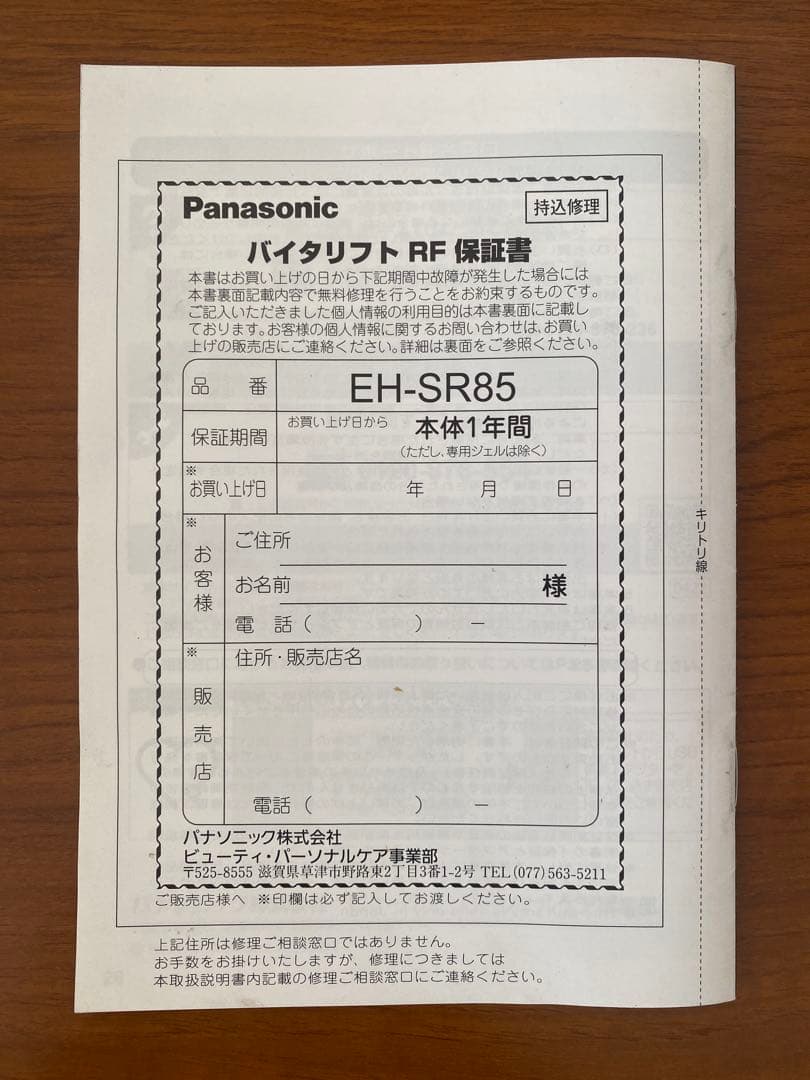 Panasonic
持込修理
バイタリフト RF 保証書
本書はお買い上げの日から下記期間中故障が発生した場合には
本書裏面記載内容で無料修理を行うことをお約束するものです。
ご記入いただきました個人情報の利用目的は本書裏面に記載し
ております。お客様の個人情報に関するお問い合わせは、お買い
上げの販売店にご連絡ください。詳細は裏面をご参照ください。
品 番 EH-SR85
保証期間 お買い上げ日から 本体1年間
(ただし、専用ジェルは除く)
※お買い上げ日 年 月 日
※お客様
ご住所
お名前 様
電 話 ( ) －
※販売店
住所・販売店名
電話 ( ) －
パナソニック株式会社
ビューティ・パーソナルケア事業部
〒525-8555 滋賀県草津市野路東2丁目3番1-2号 TEL (077) 563-5211
ご販売店様へ ※印欄は必ず記入してお渡しください。
上記住所は修理ご相談窓口ではありません。
お手数をお掛けいたしますが、修理につきましては
本取扱説明書内記載の修理ご相談窓口にご連絡ください。
キリトリ線